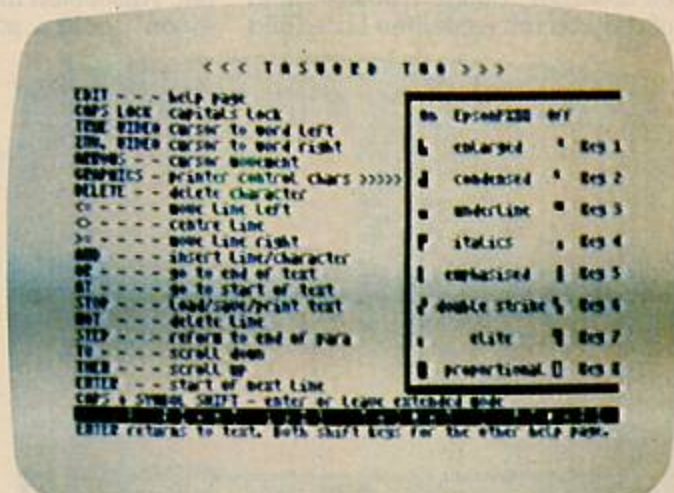 <<< TASWORD TWO >>>
EDIT - - - help page
CAPS LOCK - capitals lock
TRUE VIDEO cursor to word left
INV. VIDEO cursor to word right
ARROWS - - cursor movement
GRAPHICS - printer control chars >>>>>
DELETE - - delete character
<= - - - - move line left
<> - - - - centre line
>= - - - - move line right
AND - - - - insert line/character
OR - - - - go to end of text
AT - - - - go to start of text
STOP - - - load/save/print text
NOT - - - - delete line
STEP - - - reform to end of para
TO - - - - scroll down
THEN - - - scroll up
ENTER - - - start of next line
CAPS & SYMBOL SHIFT - enter or leave extended mode
ENTER returns to text. Both shift keys for the other help page.
On Epson Off
enlarged Key 1
condensed Key 2
underline Key 3
italics Key 4
emphasised Key 5
double strike Key 6
elite Key 7
proportional Key 8